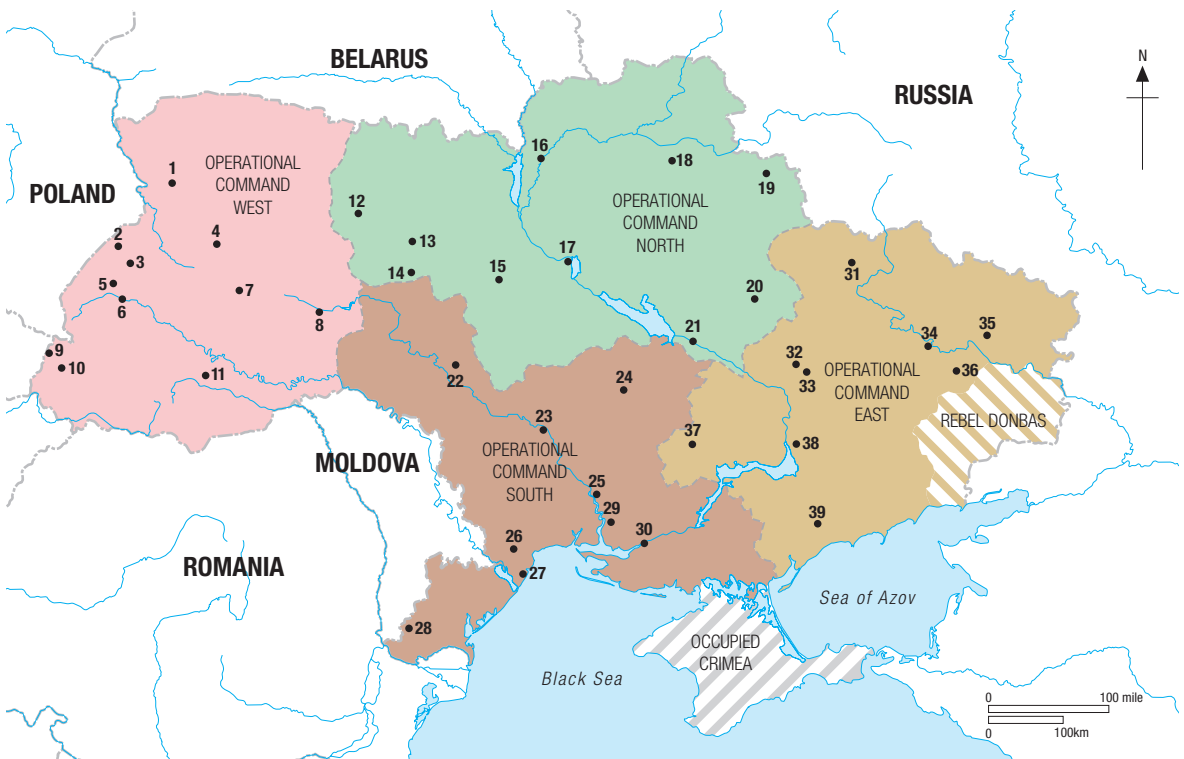 BELARUS
RUSSIA
POLAND
MOLDOVA
ROMANIA
N
OPERATIONAL
COMMAND
WEST
OPERATIONAL
COMMAND
NORTH
OPERATIONAL
COMMAND
EAST
OPERATIONAL
COMMAND
SOUTH
REBEL DONBAS
OCCUPIED
CRIMEA
Black Sea
Sea of Azov
1
2
3
4
5
6
7
8
9
10
11
12
13
14
15
16
17
18
19
20
21
22
23
24
25
26
27
28
29
30
31
32
33
34
35
36
37
38
39
0 100 mile
0 100km